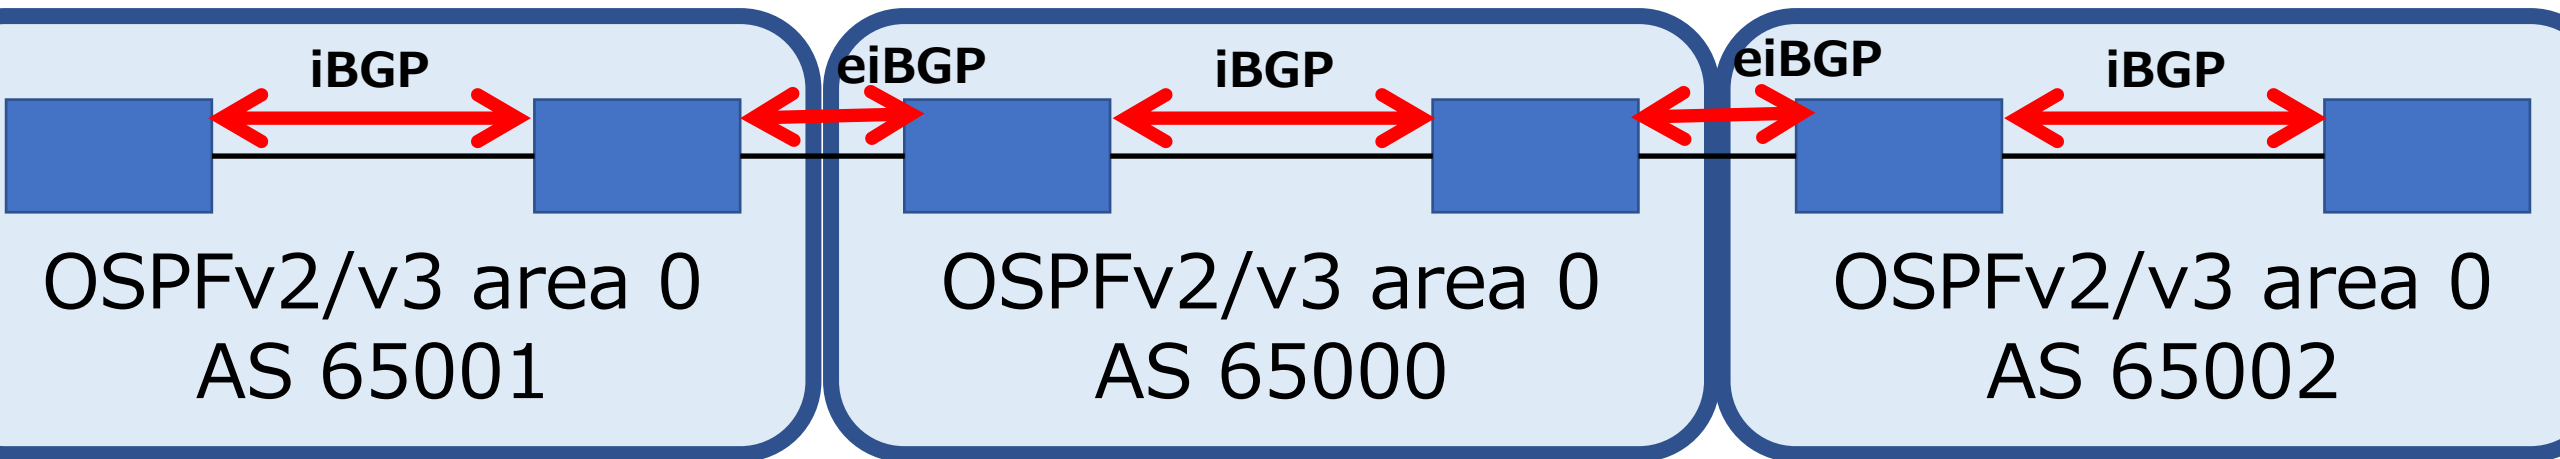 iBGP
eiBGP
iBGP
eiBGP
iBGP
OSPFv2/v3 area 0
AS 65001
OSPFv2/v3 area 0
AS 65000
OSPFv2/v3 area 0
AS 65002